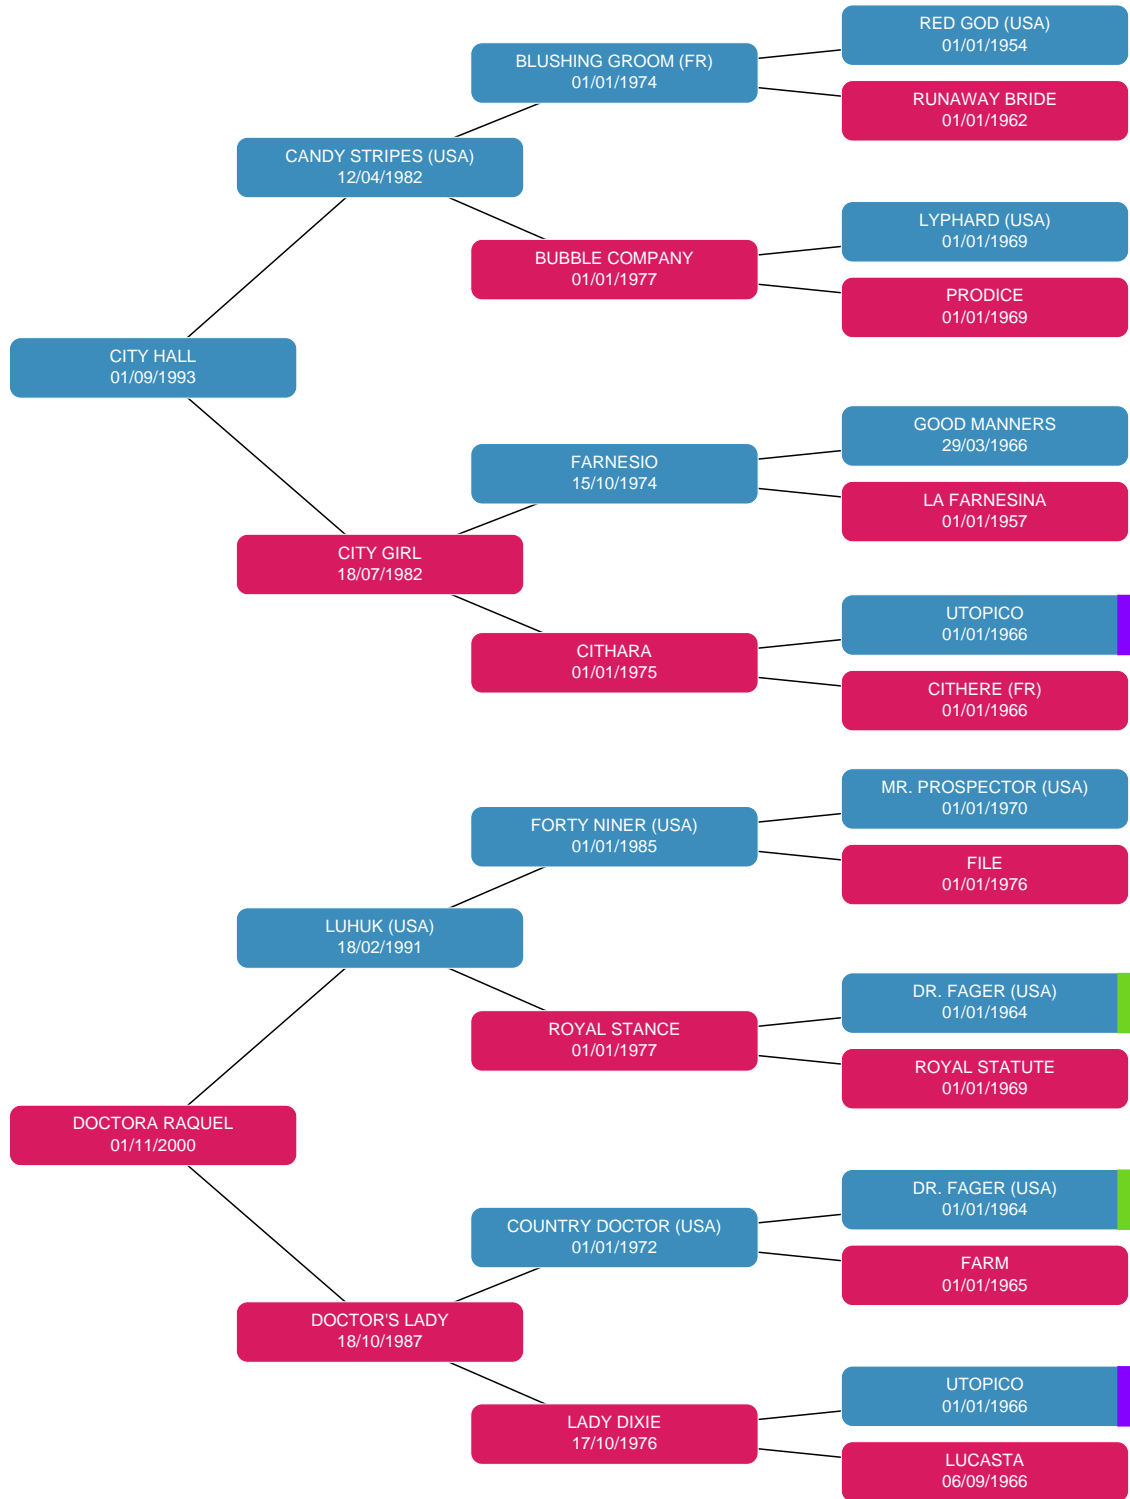 RED GOD (USA)
01/01/1954
BLUSHING GROOM (FR)
01/01/1974
RUNAWAY BRIDE
01/01/1962
CANDY STRIPES (USA)
12/04/1982
LYPHARD (USA)
01/01/1969
BUBBLE COMPANY
01/01/1977
PRODICE
01/01/1969
CITY HALL
01/09/1993
GOOD MANNERS
29/03/1966
FARNESIO
15/10/1974
LA FARNESINA
01/01/1957
CITY GIRL
18/07/1982
UTOPICO
01/01/1966
CITHARA
01/01/1975
CITHERE (FR)
01/01/1966
MR. PROSPECTOR (USA)
01/01/1970
FORTY NINER (USA)
01/01/1985
FILE
01/01/1976
LUHUK (USA)
18/02/1991
DR. FAGER (USA)
01/01/1964
ROYAL STANCE
01/01/1977
ROYAL STATUTE
01/01/1969
DOCTORA RAQUEL
01/11/2000
DR. FAGER (USA)
01/01/1964
COUNTRY DOCTOR (USA)
01/01/1972
FARM
01/01/1965
DOCTOR'S LADY
18/10/1987
UTOPICO
01/01/1966
LADY DIXIE
17/10/1976
LUCASTA
06/09/1966